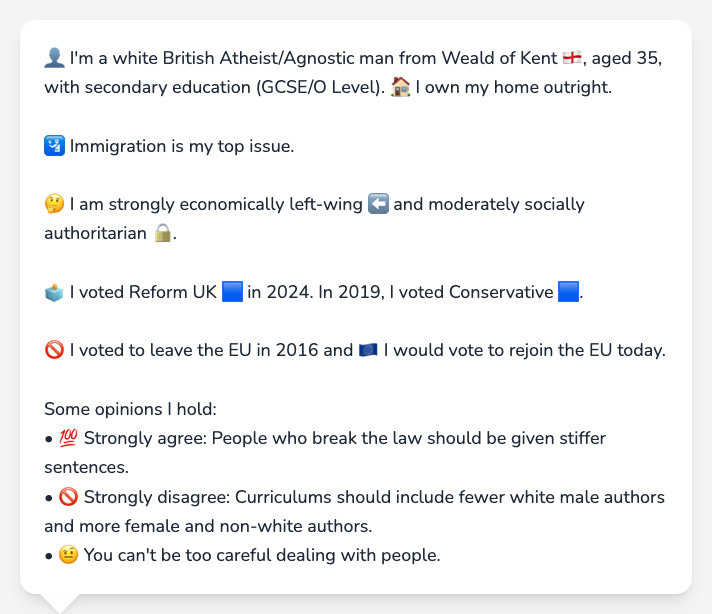 👤 I'm a white British Atheist/Agnostic man from Weald of Kent 🏴󠁧󠁢󠁥󠁮󠁧󠁿, aged 35,
with secondary education (GCSE/O Level). 🏠 I own my home outright.
🛂 Immigration is my top issue.
🤔 I am strongly economically left-wing ⬅️ and moderately socially
authoritarian 🔒.
🗳️ I voted Reform UK 🟦 in 2024. In 2019, I voted Conservative 🟦.
🚫 I voted to leave the EU in 2016 and 🇪🇺 I would vote to rejoin the EU today.
Some opinions I hold:
• 💯 Strongly agree: People who break the law should be given stiffer
sentences.
• 🚫 Strongly disagree: Curriculums should include fewer white male authors
and more female and non-white authors.
• 🤨 You can't be too careful dealing with people.